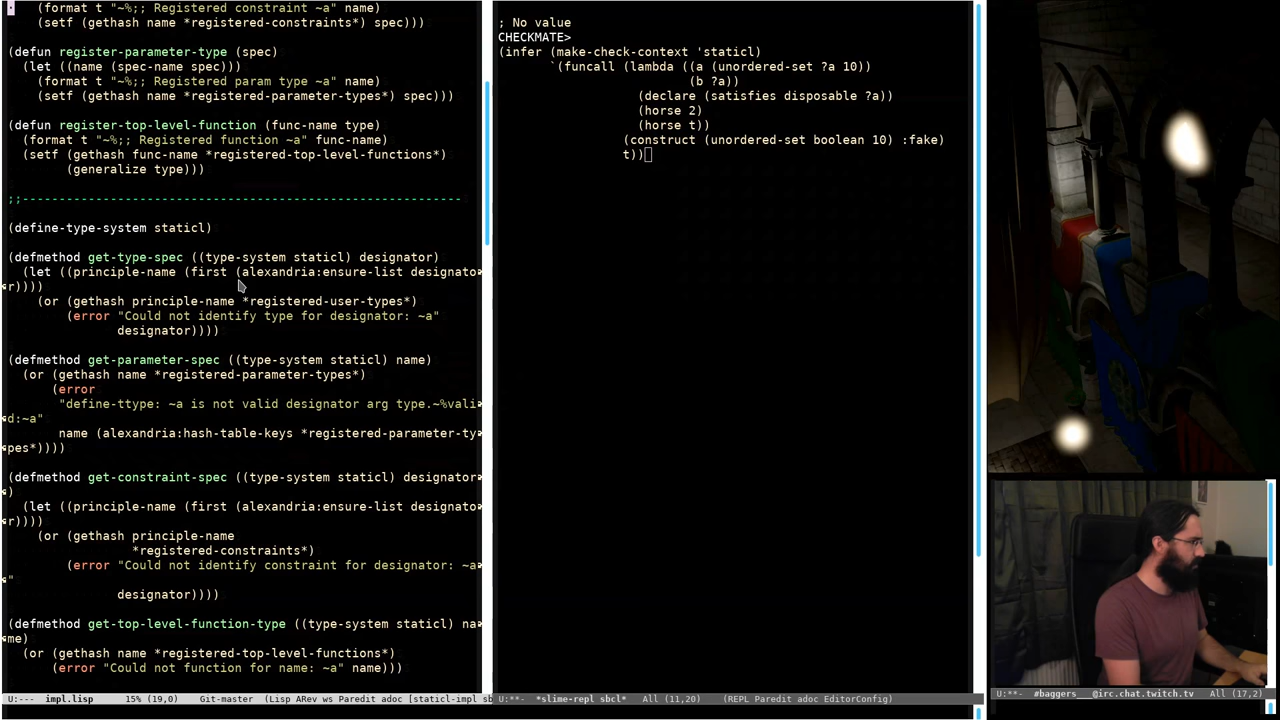 (format t "~%;; Registered constraint ~a" name)
(setf (gethash name *registered-constraints*) spec)))
(defun register-parameter-type (spec)
(let ((name (spec-name spec)))
(format t "~%;; Registered param type ~a" name)
(setf (gethash name *registered-parameter-types*) spec)))
(defun register-top-level-function (func-name type)
(format t "~%;; Registered function ~a" func-name)
(setf (gethash func-name *registered-top-level-functions*)
(generalize type)))
;;------------------------------------------------------------
(define-type-system staticl)
(defmethod get-type-spec ((type-system staticl) designator)
(let ((principle-name (first (alexandria:ensure-list designato
r))))
(or (gethash principle-name *registered-user-types*)
(error "Could not identify type for designator: ~a"
designator))))
(defmethod get-parameter-spec ((type-system staticl) name)
(or (gethash name *registered-parameter-types*)
(error
"define-ttype: ~a is not valid designator arg type.~%vali
d:~a"
name (alexandria:hash-table-keys *registered-parameter-ty
pes*))))
(defmethod get-constraint-spec ((type-system staticl) designator
)
(let ((principle-name (first (alexandria:ensure-list designato
r))))
(or (gethash principle-name
*registered-constraints*)
(error "Could not identify constraint for designator: ~a
"
designator))))
(defmethod get-top-level-function-type ((type-system staticl) na
me)
(or (gethash name *registered-top-level-functions*)
(error "Could not function for name: ~a" name)))
U:--- impl.lisp 15% (19,0) Git-master (Lisp ARev ws Paredit adoc [staticl-impl sb
; No value
CHECKMATE>
(infer (make-check-context 'staticl)
`(funcall (lambda ((a (unordered-set ?a 10))
(b ?a))
(declare (satisfies disposable ?a))
(horse 2)
(horse t))
(construct (unordered-set boolean 10) :fake)
t))
U:**- *slime-repl sbcl* All (11,20) (REPL Paredit adoc EditorConfig)
U:**- #baggers___@irc.chat.twitch.tv All (17,2)